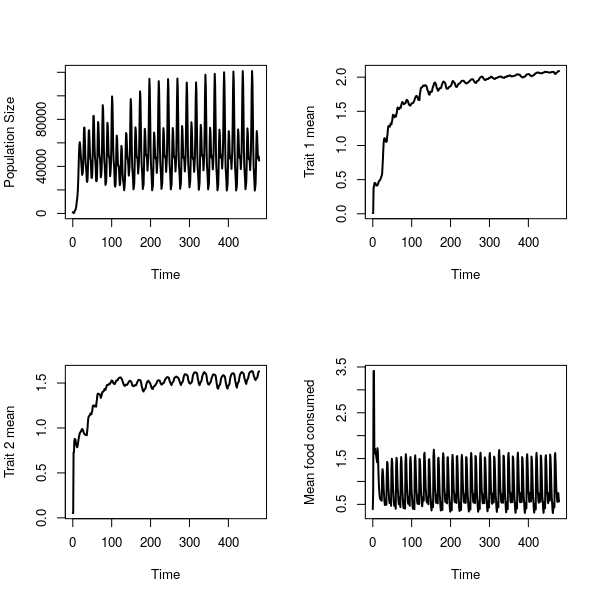 Population Size
0 40000 80000
0 100 200 300 400
Time
Trait 1 mean
0.0 0.5 1.0 1.5 2.0
0 100 200 300 400
Time
Trait 2 mean
0.0 0.5 1.0 1.5
0 100 200 300 400
Time
Mean food consumed
0.5 1.5 2.5 3.5
0 100 200 300 400
Time